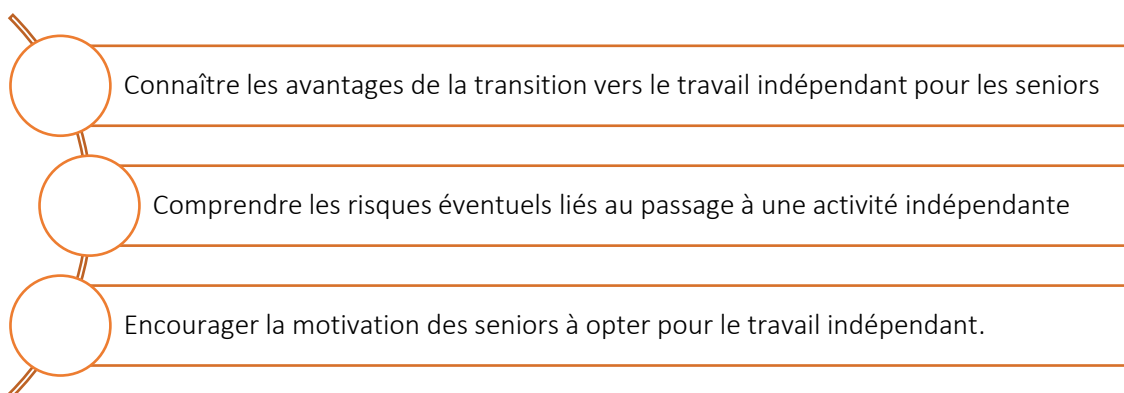 Connaître les avantages de la transition vers le travail indépendant pour les seniors
Comprendre les risques éventuels liés au passage à une activité indépendante
Encourager la motivation des seniors à opter pour le travail indépendant.